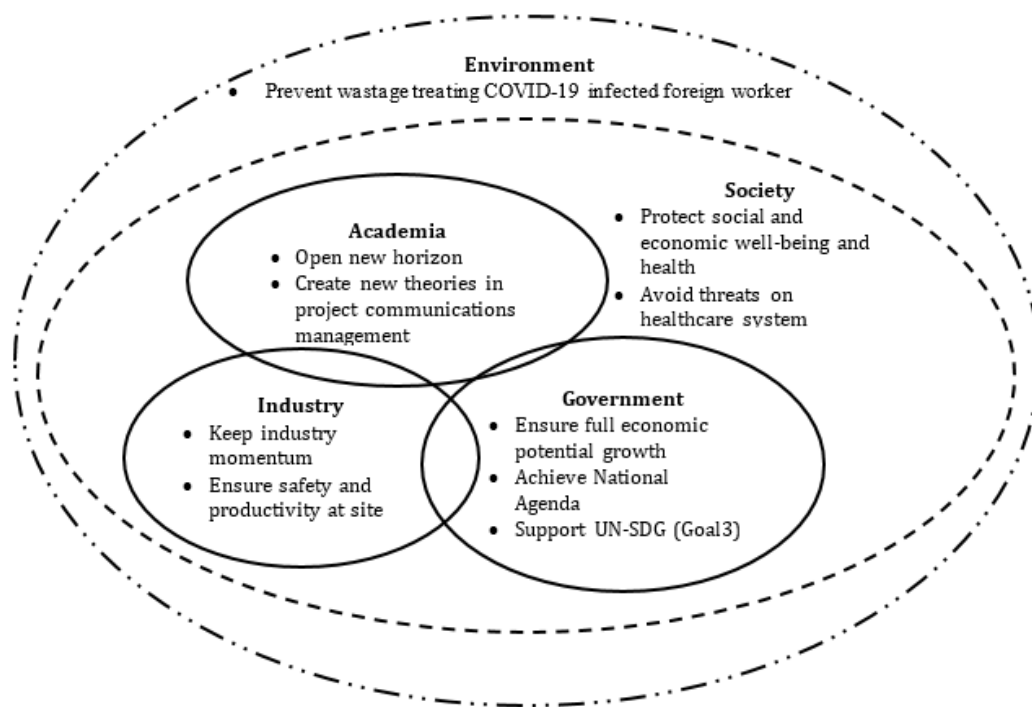 Environment
• Prevent wastage treating COVID-19 infected foreign worker
Society
• Protect social and
economic well-being and
health
• Avoid threats on
healthcare system
Academia
• Open new horizon
• Create new theories in
project communications
management
Industry
• Keep industry
momentum
• Ensure safety and
productivity at site
Government
• Ensure full economic
potential growth
• Achieve National
Agenda
• Support UN-SDG (Goal3)